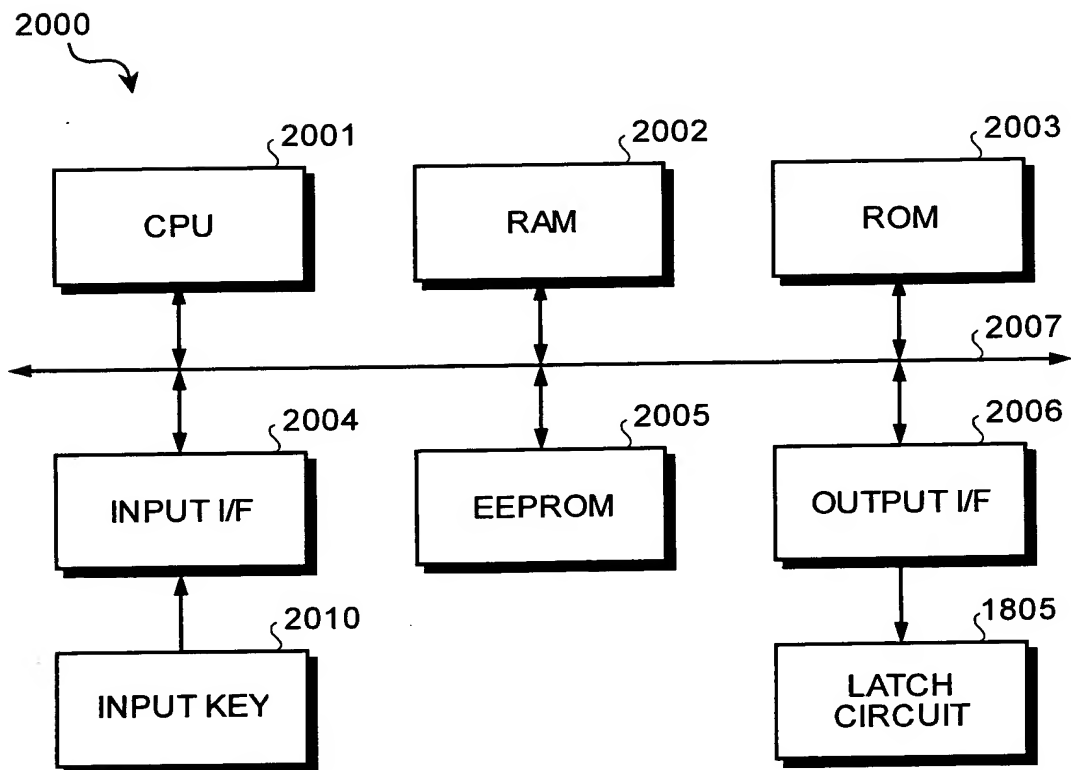 2000
2001
2002
2003
CPU
RAM
ROM
2007
2004
2005
2006
INPUT I/F
EEPROM
OUTPUT I/F
2010
1805
INPUT KEY
LATCH
CIRCUIT